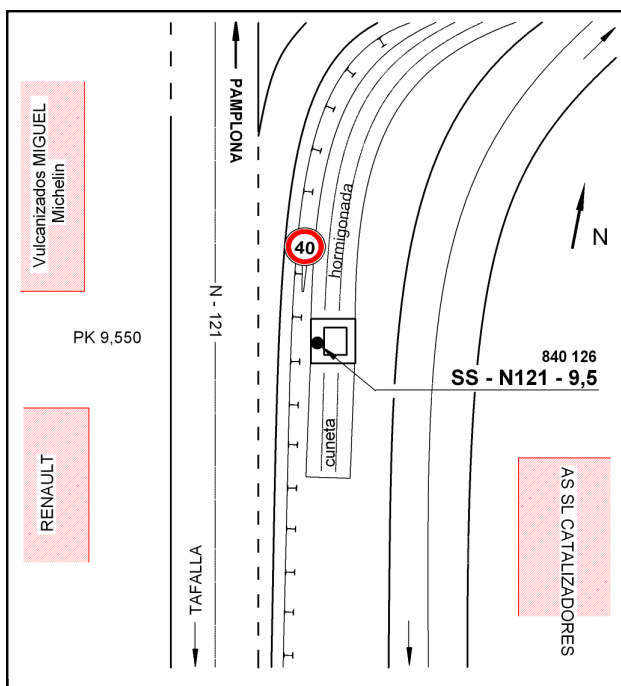 PAMPLONA
Vulcanizados MIGUEL
Michelin
40
hormigonada
N
N - 121
PK 9,550
840 126
SS - N121 - 9,5
cuneta
RENAULT
AS SL CATALIZADORES
TAFALLA